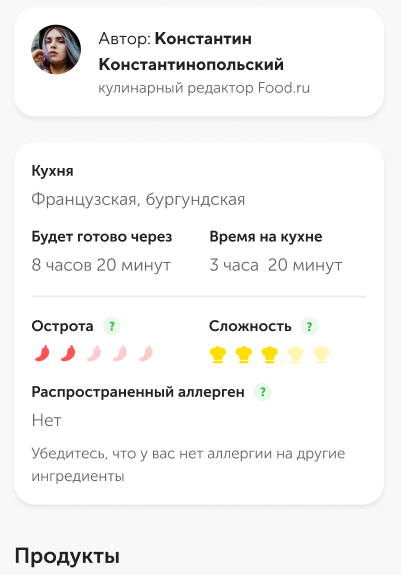 Автор: Константин
Константинопольский
кулинарный редактор Food.ru
Кухня
Французская, бургундская
Будет готово через
Время на кухне
8 часов 20 минут
3 часа 20 минут
Острота ?
Сложность ?
Распространенный аллерген ?
Нет
Убедитесь, что у вас нет аллергии на другие
ингредиенты
Продукты